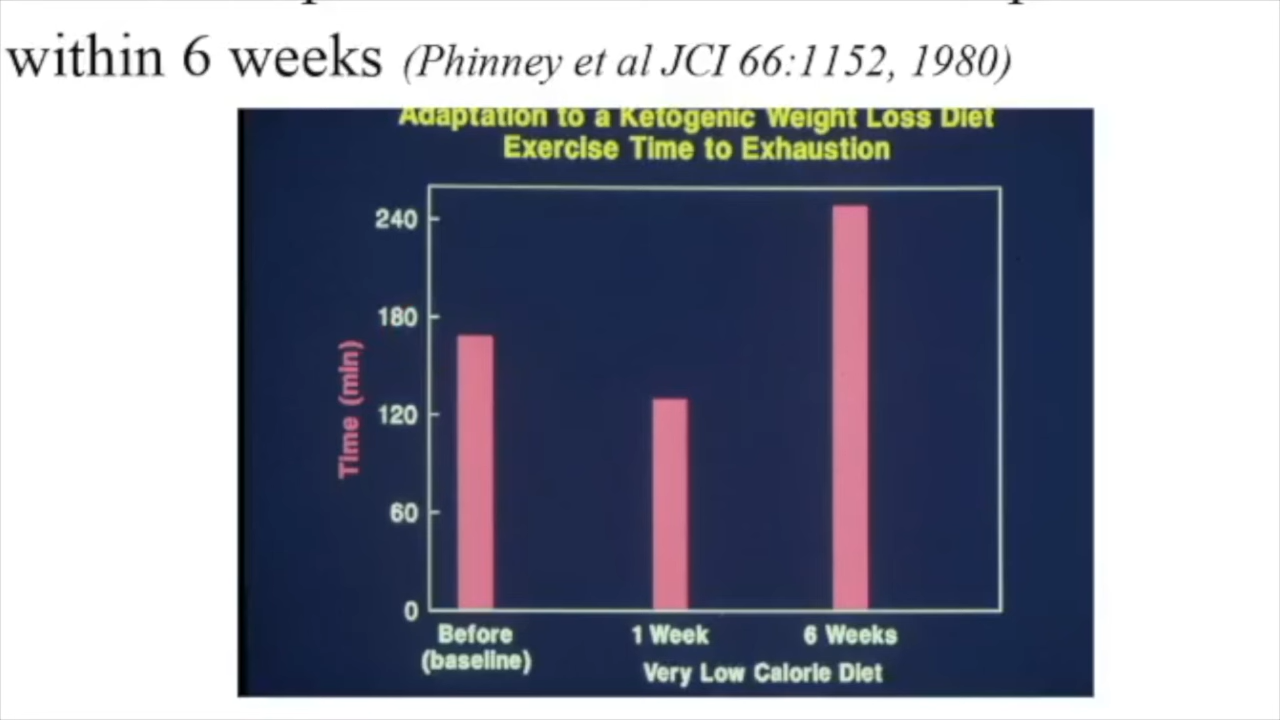 within 6 weeks (Phinney et al JCI 66:1152, 1980)
Adaptation to a Ketogenic Weight Loss Diet
Exercise Time to Exhaustion
240
180
120
60
0
Time (min)
Before
(baseline)
1 Week
6 Weeks
Very Low Calorie Diet